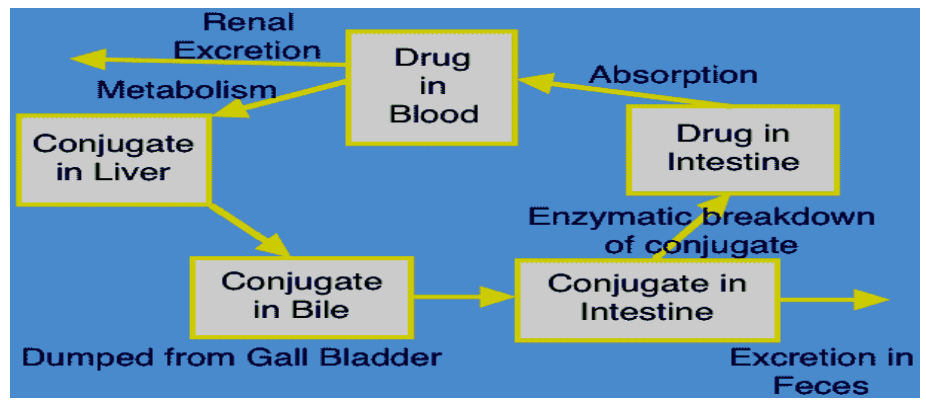 Renal
Excretion
Drug
in
Blood
Absorption
Metabolism
Conjugate
in Liver
Drug in
Intestine
Enzymatic breakdown
of conjugate
Conjugate
in Bile
Conjugate in
Intestine
Dumped from Gall Bladder
Excretion in
Feces